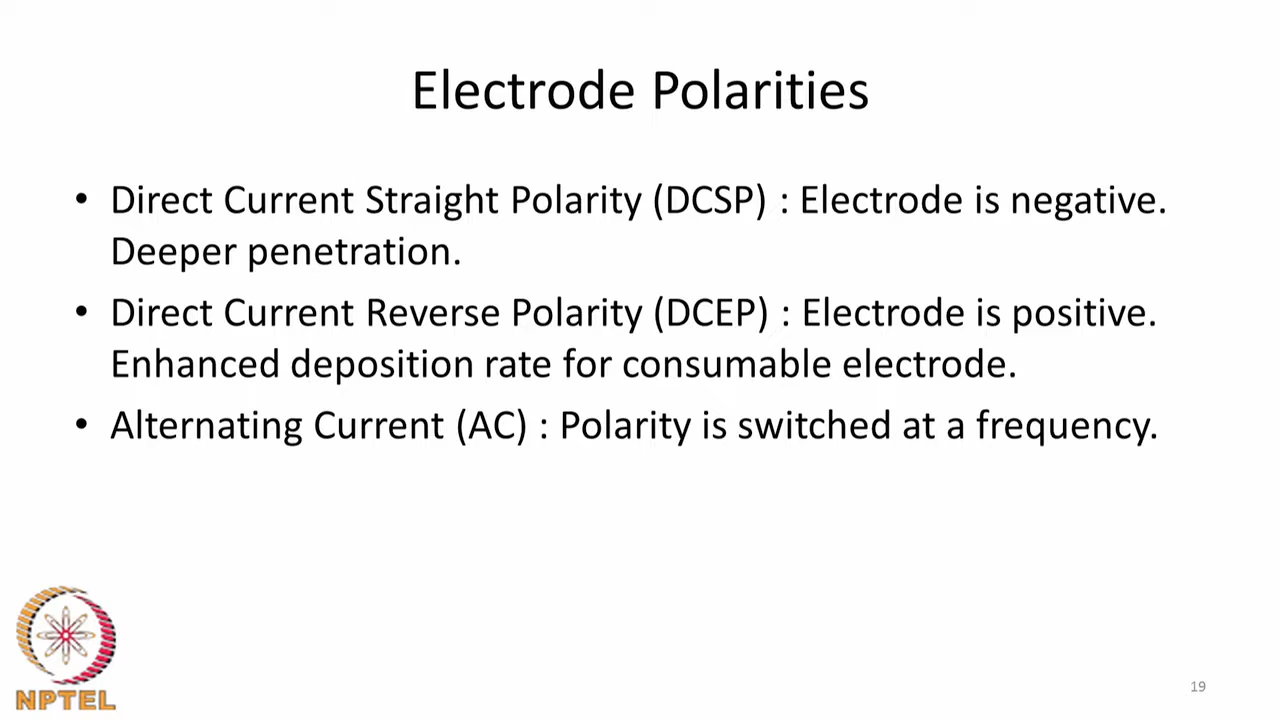 Electrode Polarities
• Direct Current Straight Polarity (DCSP) : Electrode is negative.
Deeper penetration.
• Direct Current Reverse Polarity (DCEP) : Electrode is positive.
Enhanced deposition rate for consumable electrode.
• Alternating Current (AC) : Polarity is switched at a frequency.
NPTEL
19